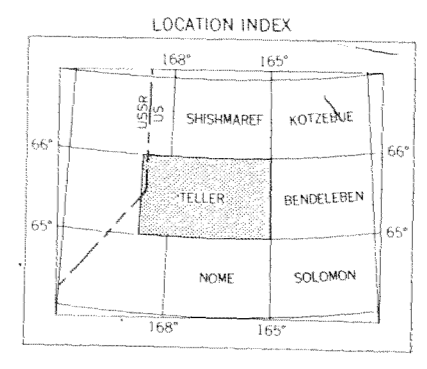 LOCATION INDEX
168° 165°
USSR
US
SHISHMAREF KOTZEBUE
66° 66°
TELLER BENDELEBEN
65° 65°
NOME SOLOMON
168° 165°